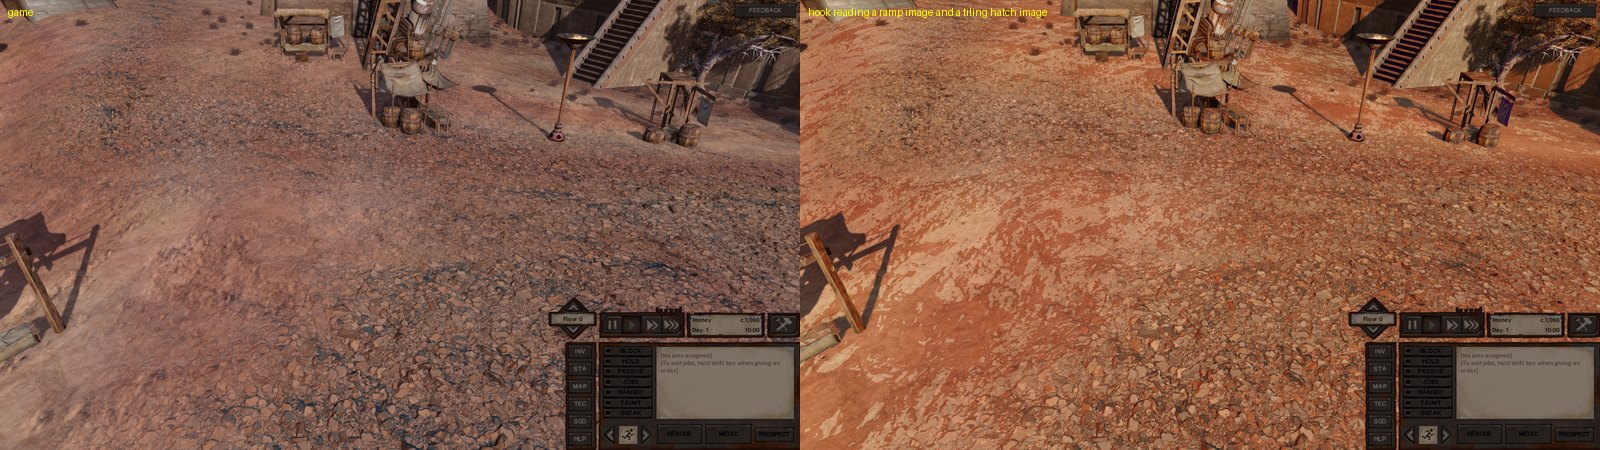 game
FEEDBACK
Floor 0
Money
c.1,000
Day: 1
10:00
INV
STA
MAP
TEC
SQD
HLP
BLOCK
HOLD
PASSIVE
JOBS
RANGED
TAUNT
SNEAK
[No jobs assigned]
[To add jobs, hold shift key when giving an
order]
RESCUE
MEDIC
PROSPECT
hook reading a ramp image and a tiling hatch image
FEEDBACK
Floor 0
Money
c.1,000
Day: 1
10:00
INV
STA
MAP
TEC
SQD
HLP
BLOCK
HOLD
PASSIVE
JOBS
RANGED
TAUNT
SNEAK
[No jobs assigned]
[To add jobs, hold shift key when giving an
order]
RESCUE
MEDIC
PROSPECT